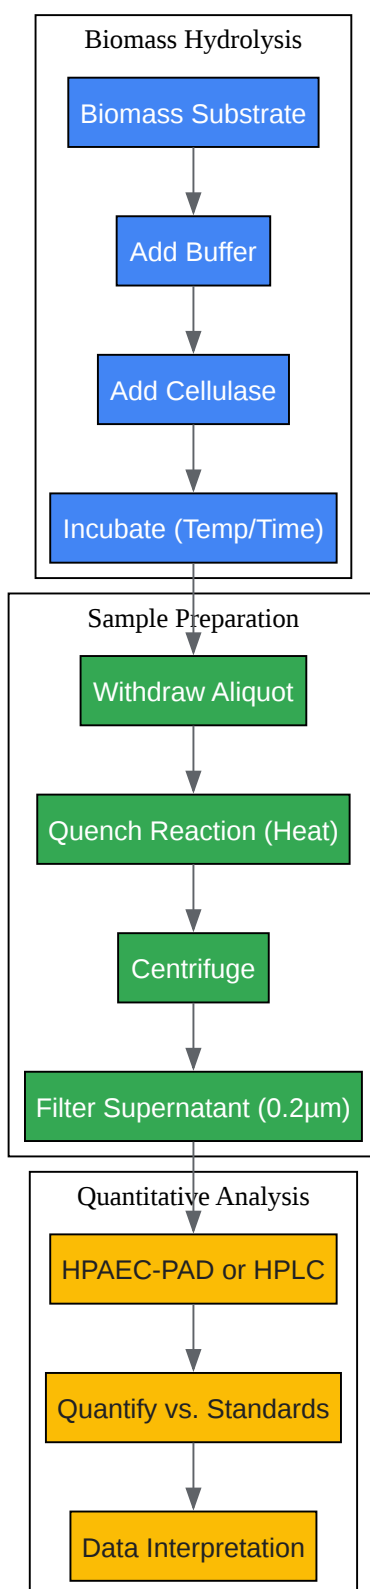 Biomass Hydrolysis
Biomass Substrate
Add Buffer
Add Cellulase
Incubate (Temp/Time)
Sample Preparation
Withdraw Aliquot
Quench Reaction (Heat)
Centrifuge
Filter Supernatant (0.2µm)
Quantitative Analysis
HPAEC-PAD or HPLC
Quantify vs. Standards
Data Interpretation